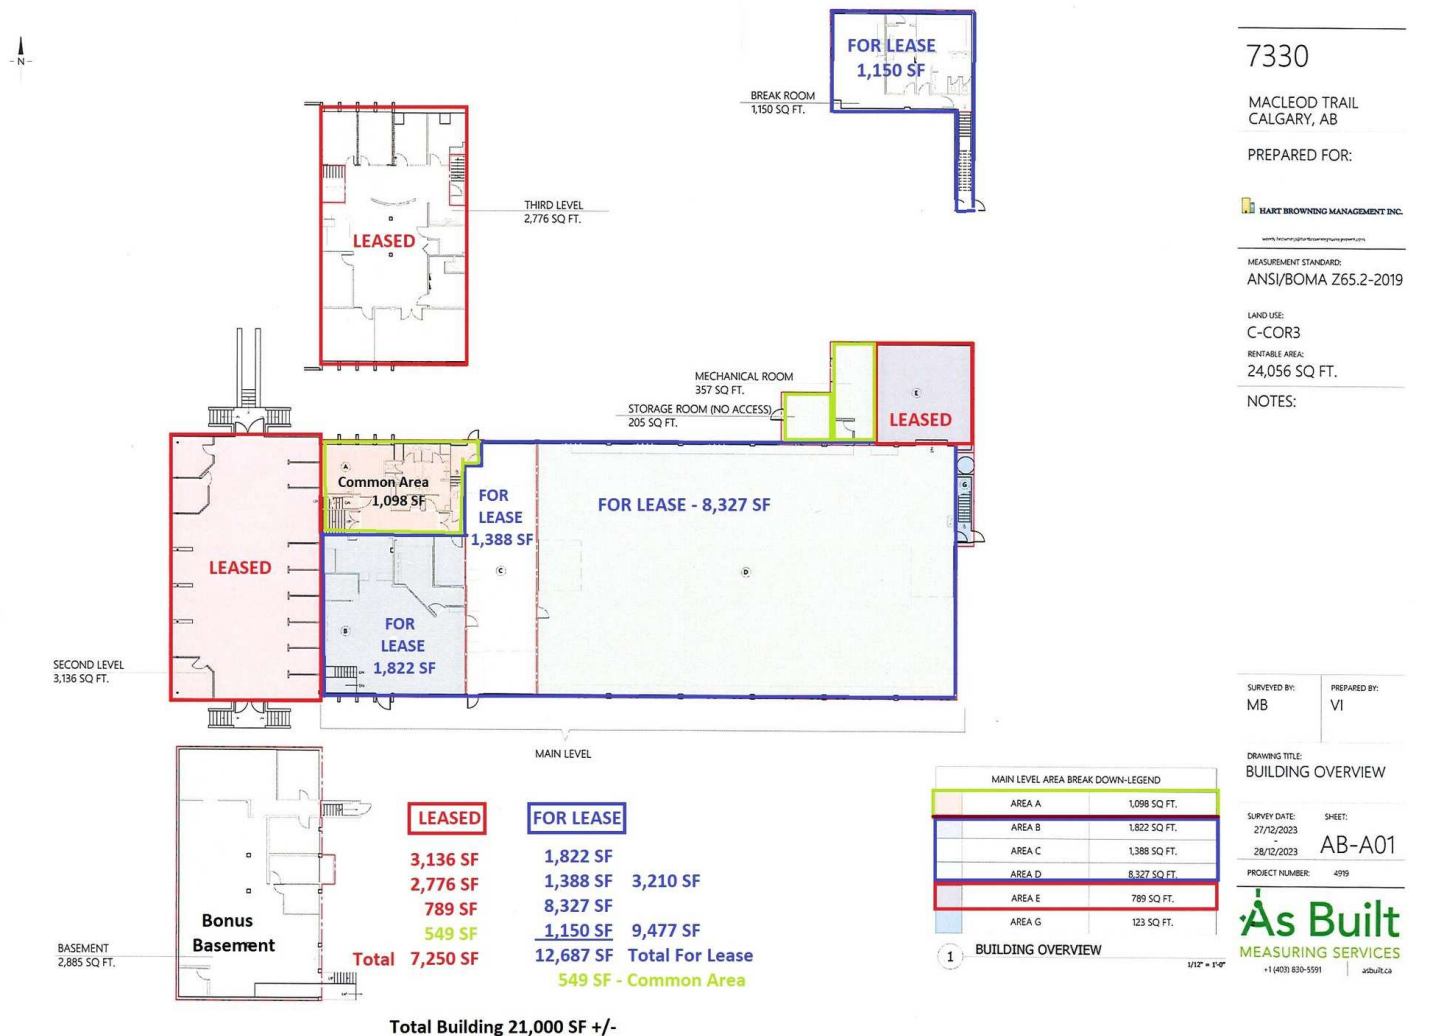 N
FOR LEASE
1,150 SF
BREAK ROOM
1,150 SQ FT.
7330
MACLEOD TRAIL
CALGARY, AB
PREPARED FOR:
HART BROWNING MANAGEMENT INC.
MEASUREMENT STANDARD:
ANSI/BOMA Z65.2-2019
LAND USE:
C-COR3
RENTABLE AREA:
24,056 SQ FT.
NOTES:
THIRD LEVEL
2,776 SQ FT.
LEASED
MECHANICAL ROOM
357 SQ FT.
STORAGE ROOM (NO ACCESS)
205 SQ FT.
E
LEASED
A
Common Area
1,098 SF
FOR
LEASE
1,388 SF
C
FOR LEASE - 8,327 SF
D
G
LEASED
B
FOR
LEASE
1,822 SF
SECOND LEVEL
3,136 SQ FT.
MAIN LEVEL
Bonus
Basement
BASEMENT
2,885 SQ FT.
LEASED
3,136 SF
2,776 SF
789 SF
549 SF
Total 7,250 SF
FOR LEASE
1,822 SF
1,388 SF 3,210 SF
8,327 SF
1,150 SF 9,477 SF
12,687 SF Total For Lease
549 SF - Common Area
Total Building 21,000 SF +/-
MAIN LEVEL AREA BREAK DOWN-LEGEND
AREA A 1,098 SQ FT.
AREA B 1,822 SQ FT.
AREA C 1,388 SQ FT.
AREA D 8,327 SQ FT.
AREA E 789 SQ FT.
AREA G 123 SQ FT.
1 BUILDING OVERVIEW
1/12" = 1'-0"
SURVEYED BY:
MB
PREPARED BY:
VI
DRAWING TITLE:
BUILDING OVERVIEW
SURVEY DATE:
27/12/2023
-
28/12/2023
SHEET:
AB-A01
PROJECT NUMBER: 4919
As Built
MEASURING SERVICES
+1 (403) 830-5591 asbuilt.ca